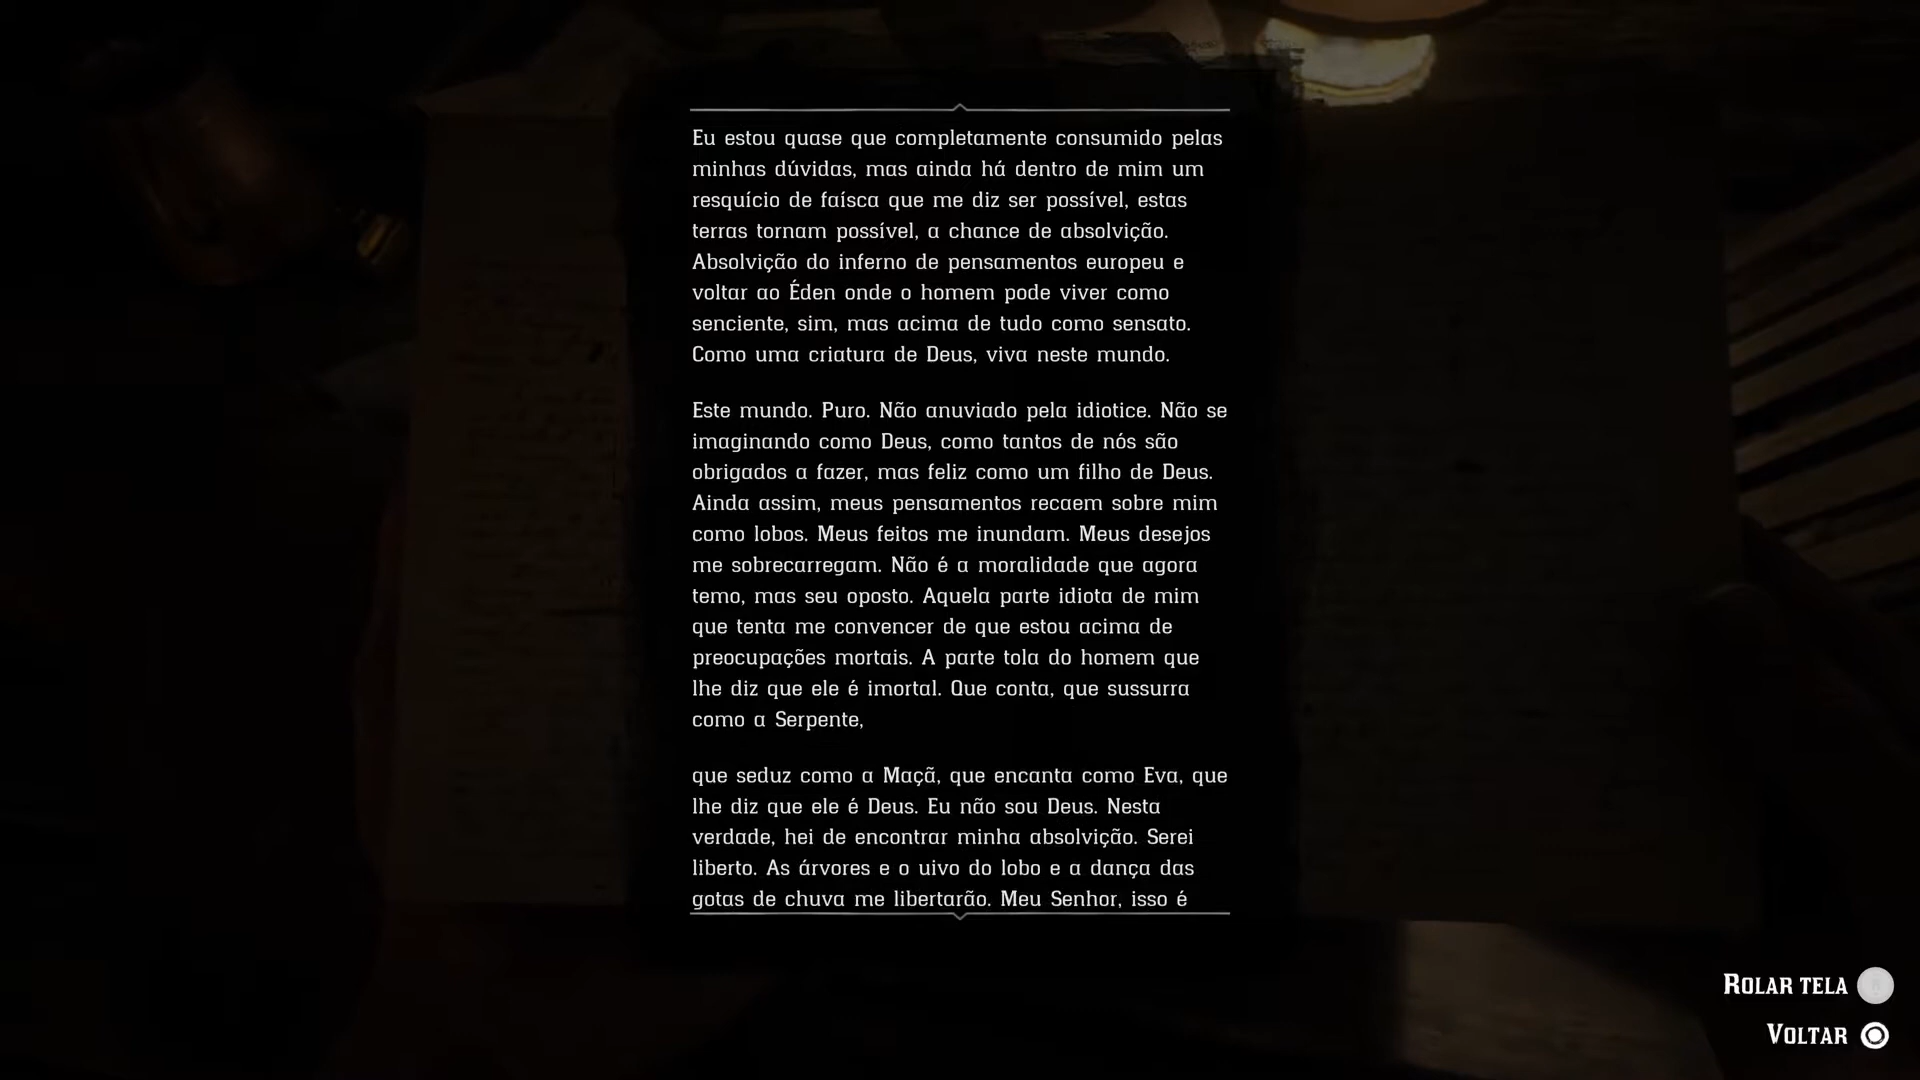 Eu estou quase que completamente consumido pelas
minhas dúvidas, mas ainda há dentro de mim um
resquício de faísca que me diz ser possível, estas
terras tornam possível, a chance de absolvição.
Absolvição do inferno de pensamentos europeu e
voltar ao Éden onde o homem pode viver como
senciente, sim, mas acima de tudo como sensato.
Como uma criatura de Deus, viva neste mundo.
Este mundo. Puro. Não anuviado pela idiotice. Não se
imaginando como Deus, como tantos de nós são
obrigados a fazer, mas feliz como um filho de Deus.
Ainda assim, meus pensamentos recaem sobre mim
como lobos. Meus feitos me inundam. Meus desejos
me sobrecarregam. Não é a moralidade que agora
temo, mas seu oposto. Aquela parte idiota de mim
que tenta me convencer de que estou acima de
preocupações mortais. A parte tola do homem que
lhe diz que ele é imortal. Que conta, que sussurra
como a Serpente,
que seduz como a Maçã, que encanta como Eva, que
lhe diz que ele é Deus. Eu não sou Deus. Nesta
verdade, hei de encontrar minha absolvição. Serei
liberto. As árvores e o uivo do lobo e a dança das
gotas de chuva me libertarão. Meu Senhor, isso é
ROLAR TELA
VOLTAR